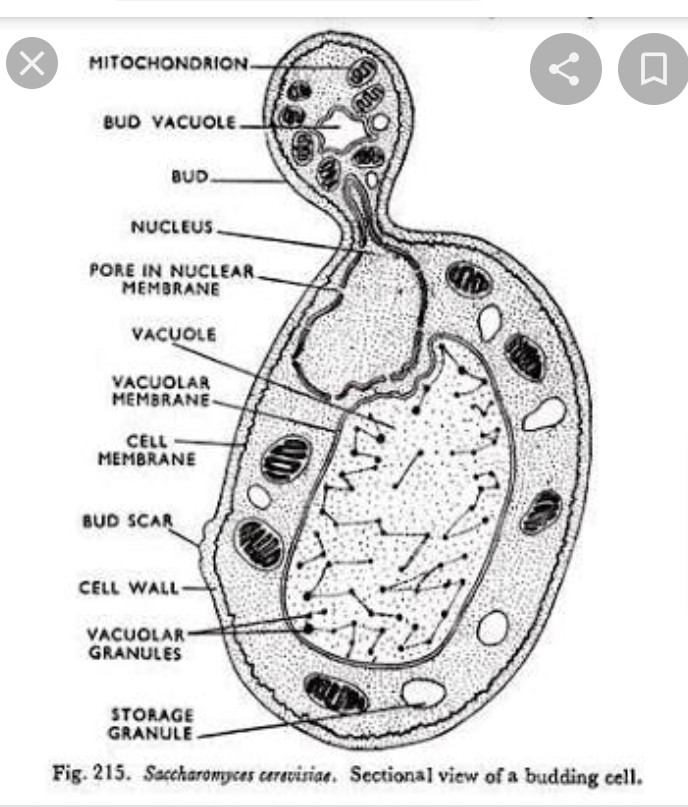 MITOCHONDRION
BUD VACUOLE
BUD
NUCLEUS
PORE IN NUCLEAR
MEMBRANE
VACUOLE
VACUOLAR
MEMBRANE
CELL
MEMBRANE
BUD SCAR
CELL WALL
VACUOLAR
GRANULES
STORAGE
GRANULE
Fig. 215. Saccharomyces cerevisiae. Sectional view of a budding cell.